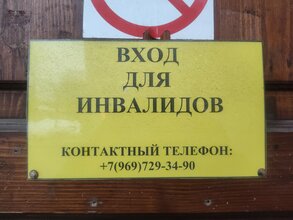 ВХОД
ДЛЯ
ИНВАЛИДОВ
КОНТАКТНЫЙ ТЕЛЕФОН:
+7(969)729-34-90